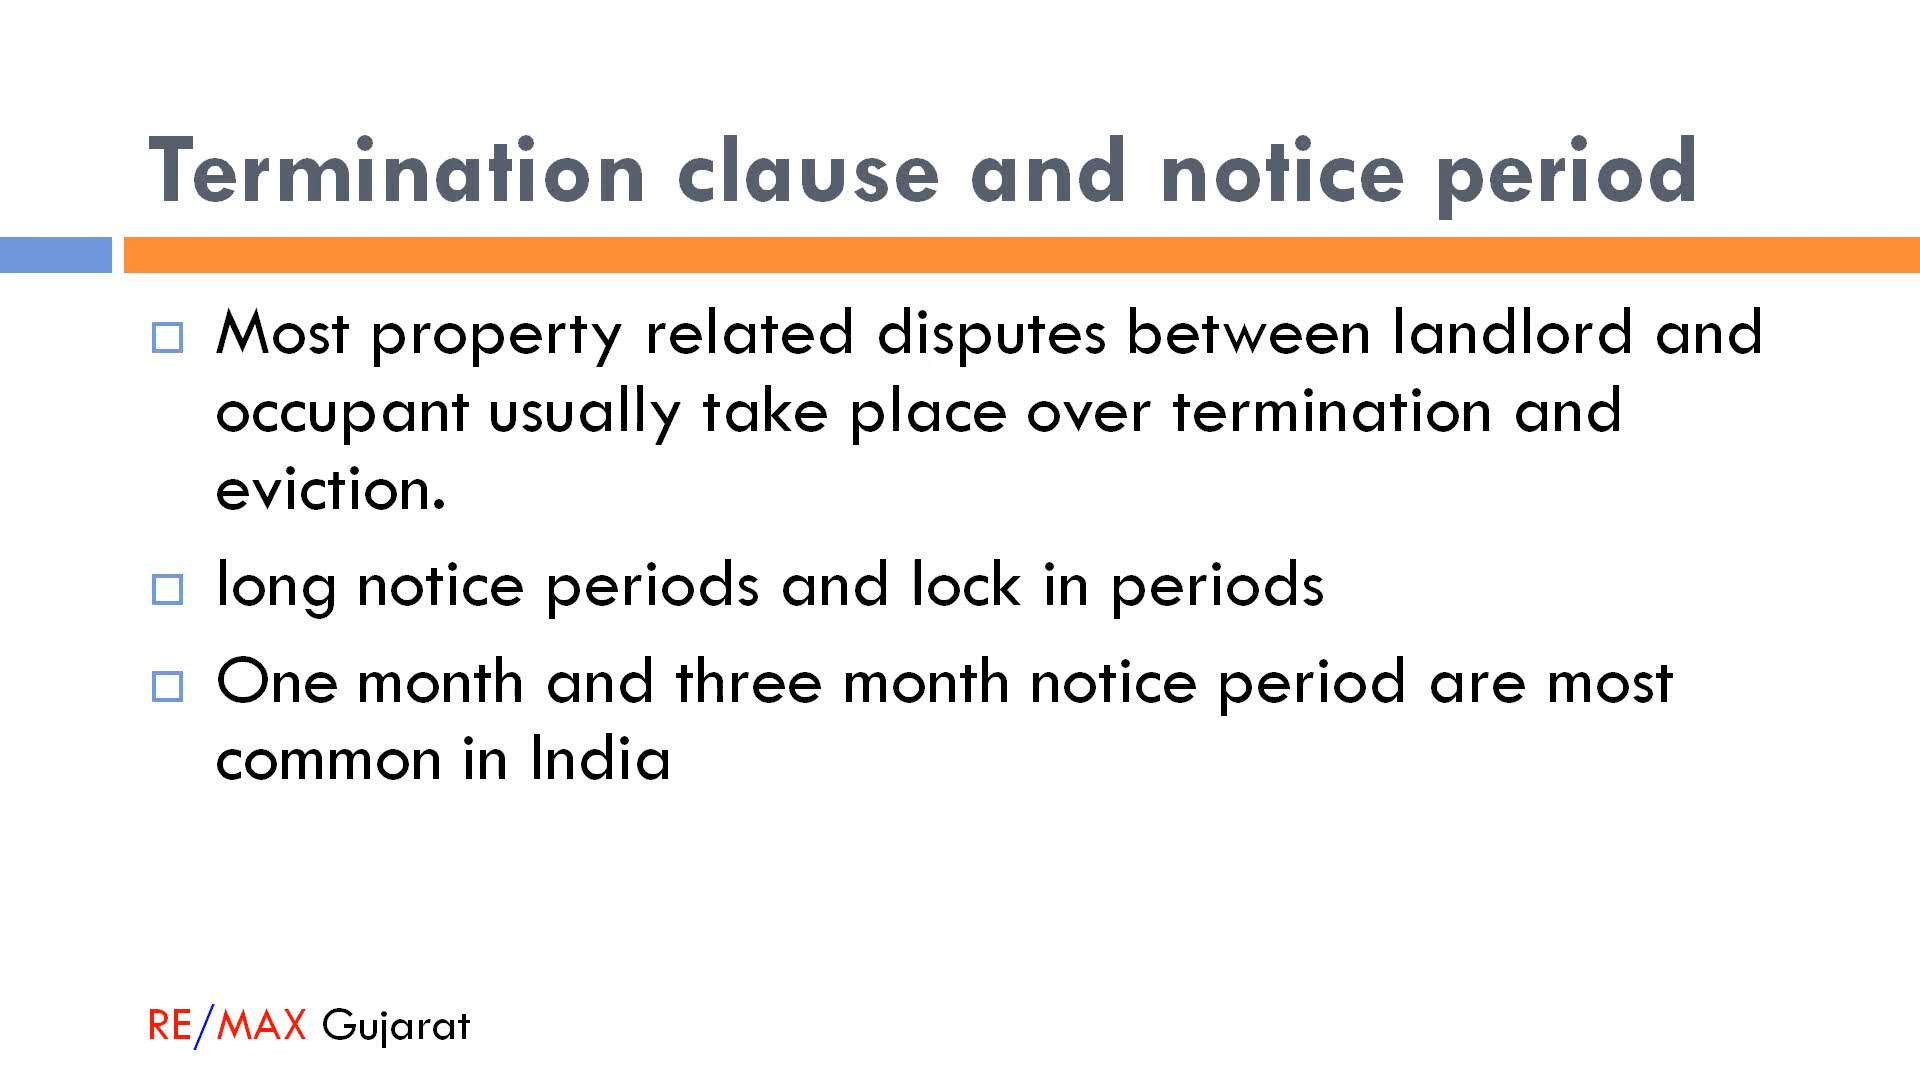 Termination clause and notice period
Most property related disputes between landlord and
occupant usually take place over termination and
eviction.
long notice periods and lock in periods
One month and three month notice period are most
common in India
RE/MAX Gujarat